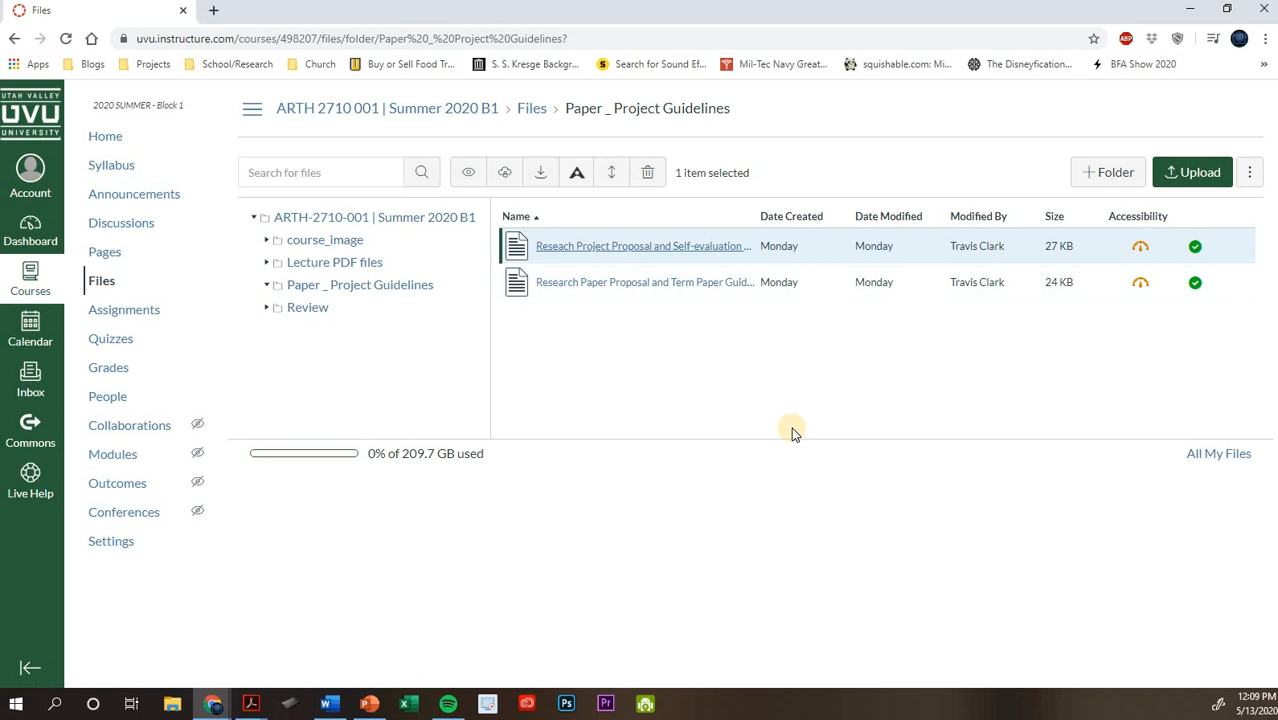 Files
uvu.instructure.com/courses/498207/files/folder/Paper%20_%20Project%20Guidelines?
ABP
Apps Blogs Projects School/Research Church Buy or Sell Food Tr... S. S. Kresge Backgr... Search for Sound Ef... Mil-Tec Navy Great... squishable.com: Mi... The Disneyfication... BFA Show 2020 »
UTAH VALLEY
UVU
UNIVERSITY
Account
Dashboard
Courses
Calendar
Inbox
Commons
Live Help
2020 SUMMER - Block 1
Home
Syllabus
Announcements
Discussions
Pages
Files
Assignments
Quizzes
Grades
People
Collaborations
Modules
Outcomes
Conferences
Settings
ARTH 2710 001 | Summer 2020 B1 › Files › Paper _ Project Guidelines
Search for files 1 item selected + Folder Upload
ARTH-2710-001 | Summer 2020 B1
course_image
Lecture PDF files
Paper _ Project Guidelines
Review
Name Date Created Date Modified Modified By Size Accessibility
Reseach Project Proposal and Self-evaluation ... Monday Monday Travis Clark 27 KB
Research Paper Proposal and Term Paper Guid... Monday Monday Travis Clark 24 KB
0% of 209.7 GB used All My Files
Ps Pr
12:09 PM
5/13/2020